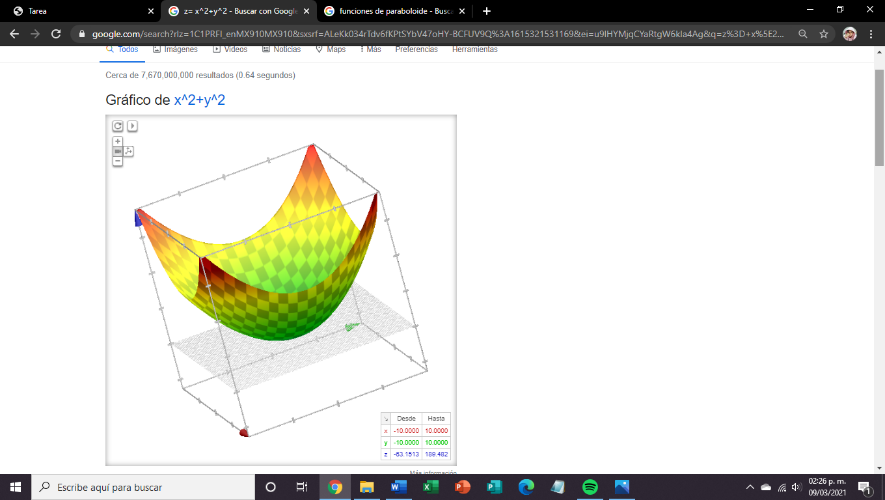 Tarea
z= x^2+y^2 - Buscar con Google
funciones de paraboloide - Busca
google.com/search?rlz=1C1PRFI_enMX910MX910&sxsrf=ALeKk034rTdv6fKPtSYbV47oHY-BCFUV9Q%3A1615321531169&ei=u9lHYMjqCYaRtgW6kla4Ag&q=z%3D+x%5E2...
Todos
Imágenes
Videos
Noticias
Maps
Más
Preferencias
Herramientas
Cerca de 7,670,000,000 resultados (0.64 segundos)
Gráfico de x^2+y^2
Desde Hasta
x -10.0000 10.0000
y -10.0000 10.0000
z -63.1513 189.482
Más información
Escribe aquí para buscar
02:26 p. m.
09/03/2021
1